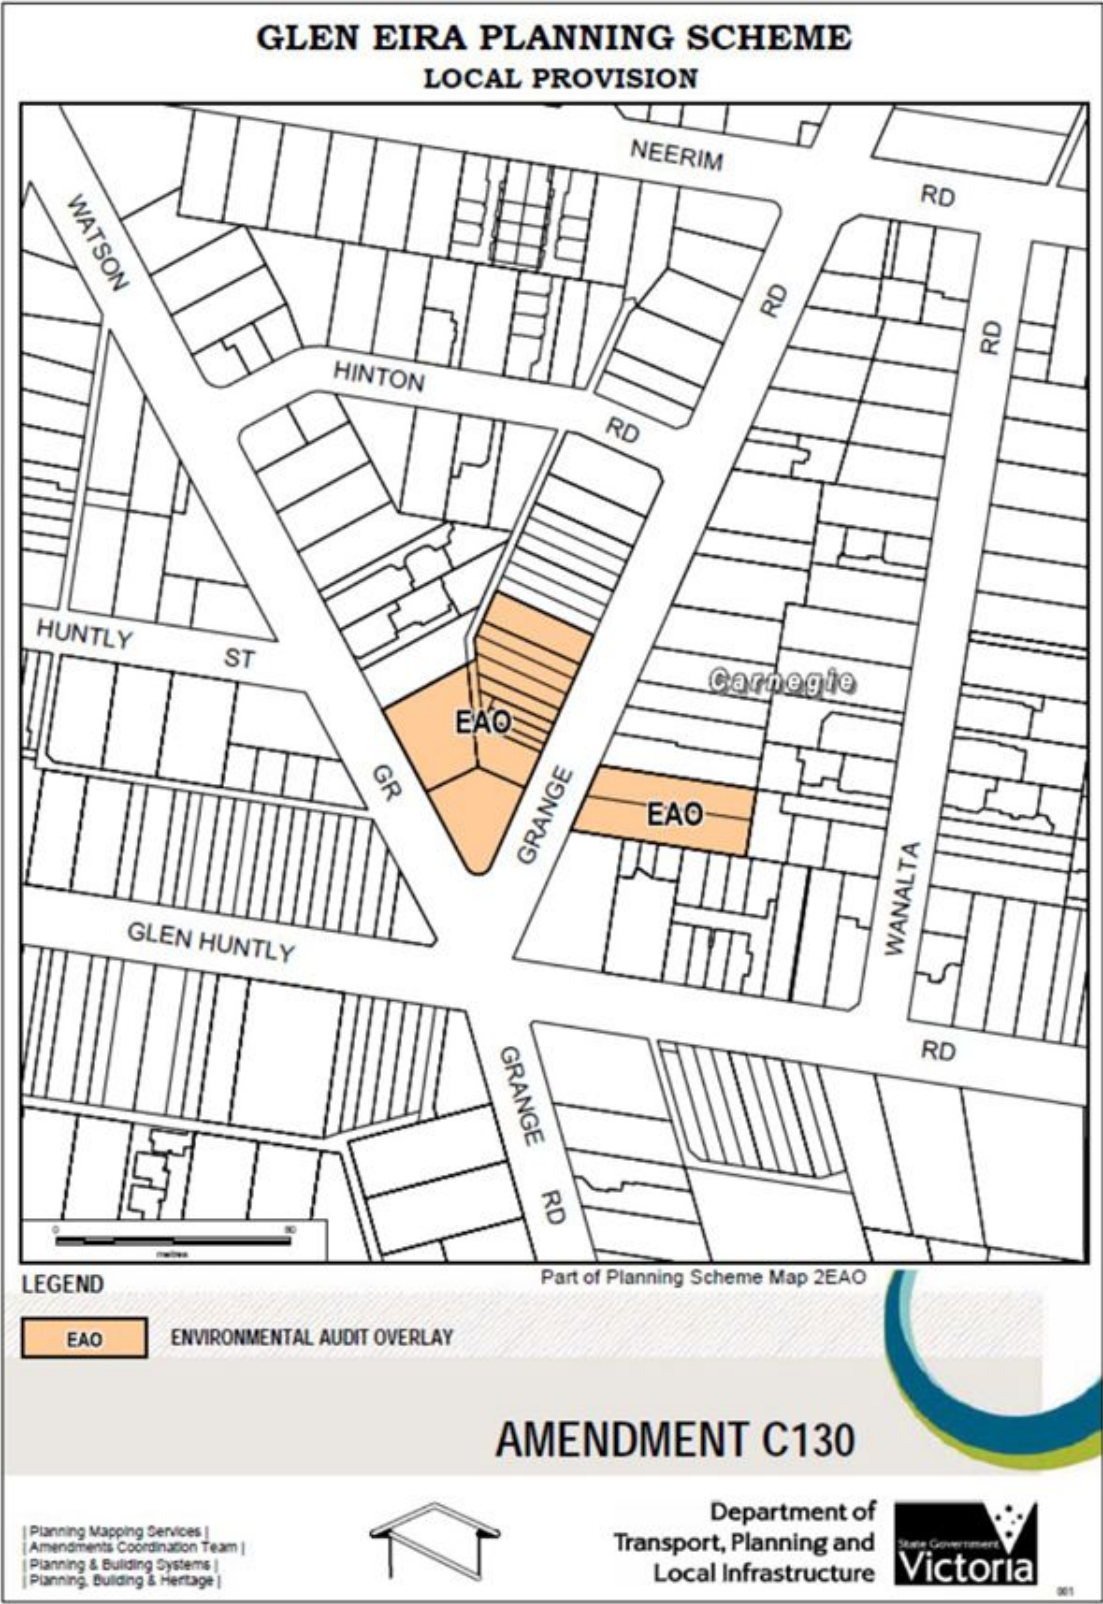 GLEN EIRA PLANNING SCHEME
LOCAL PROVISION
NEERIM
RD
WATSON
RD
RD
HINTON
RD
HUNTLY
ST
Carnegie
EAO
GR
GRANGE
EAO
WANALTA
GLEN HUNTLY
RD
GRANGE
RD
0
80
metres
LEGEND
Part of Planning Scheme Map 2EAO
EAO
ENVIRONMENTAL AUDIT OVERLAY
AMENDMENT C130
| Planning Mapping Services |
| Amendments Coordination Team |
| Planning & Building Systems |
| Planning, Building & Heritage |
Department of
Transport, Planning and
Local Infrastructure
State Government
Victoria
001